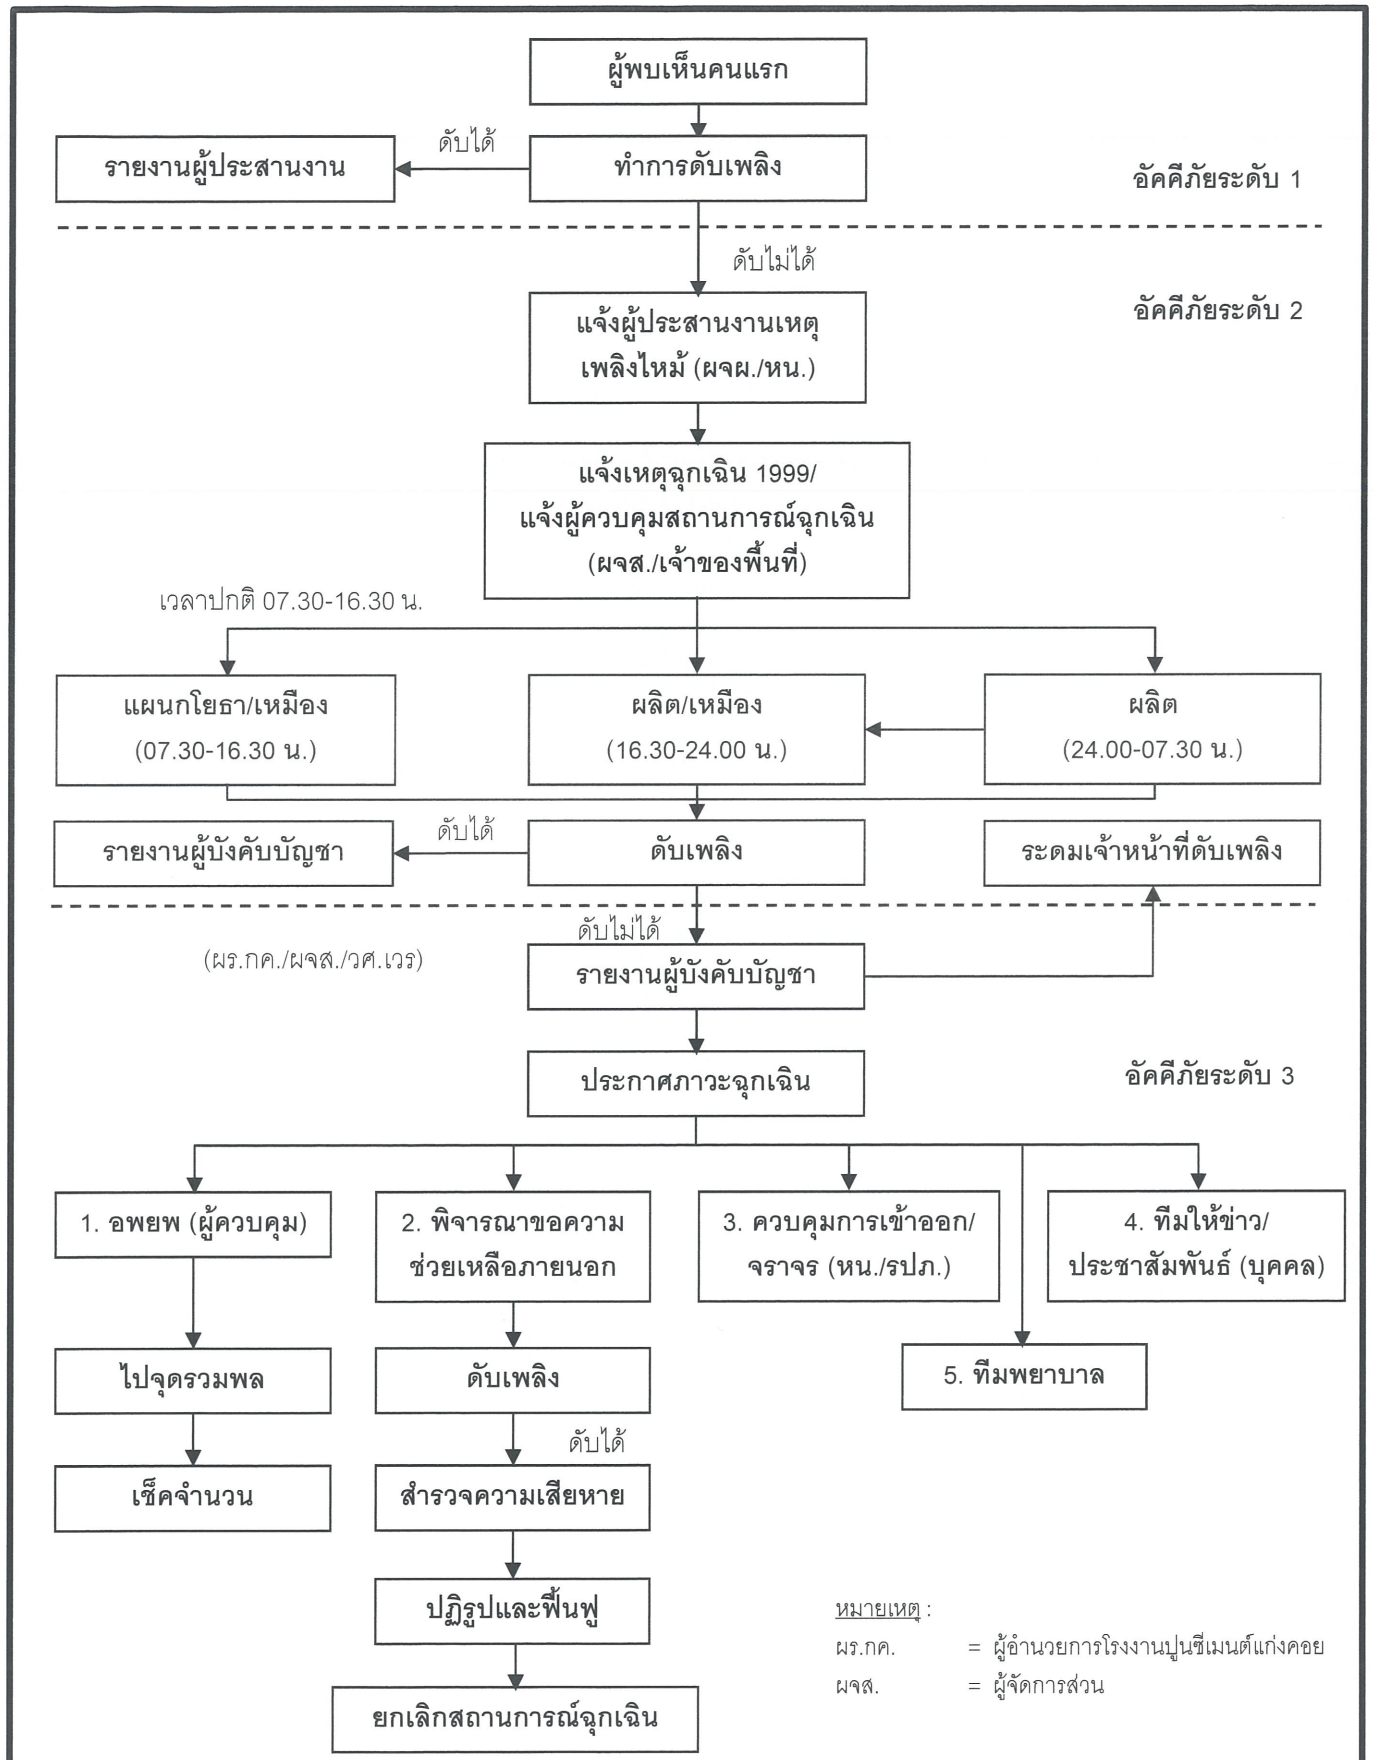 ผู้พบเห็นคนแรก
ดับได้
รายงานผู้ประสานงาน
ทำการดับเพลิง
อัคคีภัยระดับ 1
ดับไม่ได้
อัคคีภัยระดับ 2
แจ้งผู้ประสานงานเหตุ
เพลิงไหม้ (ผจผ./หน.)
แจ้งเหตุฉุกเฉิน 1999/
แจ้งผู้ควบคุมสถานการณ์ฉุกเฉิน
(ผจส./เจ้าของพื้นที่)
เวลาปกติ 07.30-16.30 น.
แผนกโยธา/เหมือง
(07.30-16.30 น.)
ผลิต/เหมือง
(16.30-24.00 น.)
ผลิต
(24.00-07.30 น.)
ดับได้
รายงานผู้บังคับบัญชา
ดับเพลิง
ระดมเจ้าหน้าที่ดับเพลิง
ดับไม่ได้
(ผร.กค./ผจส./วศ.เวร)
รายงานผู้บังคับบัญชา
ประกาศภาวะฉุกเฉิน
อัคคีภัยระดับ 3
1. อพยพ (ผู้ควบคุม)
2. พิจารณาขอความ
ช่วยเหลือภายนอก
3. ควบคุมการเข้าออก/
จราจร (หน./รปภ.)
4. ทีมให้ข่าว/
ประชาสัมพันธ์ (บุคคล)
ไปจุดรวมพล
ดับเพลิง
5. ทีมพยาบาล
ดับได้
เช็คจำนวน
สำรวจความเสียหาย
ปฏิรูปและฟื้นฟู
ยกเลิกสถานการณ์ฉุกเฉิน
หมายเหตุ :
ผร.กค. = ผู้อำนวยการโรงงานปูนซีเมนต์แก่งคอย
ผจส. = ผู้จัดการส่วน